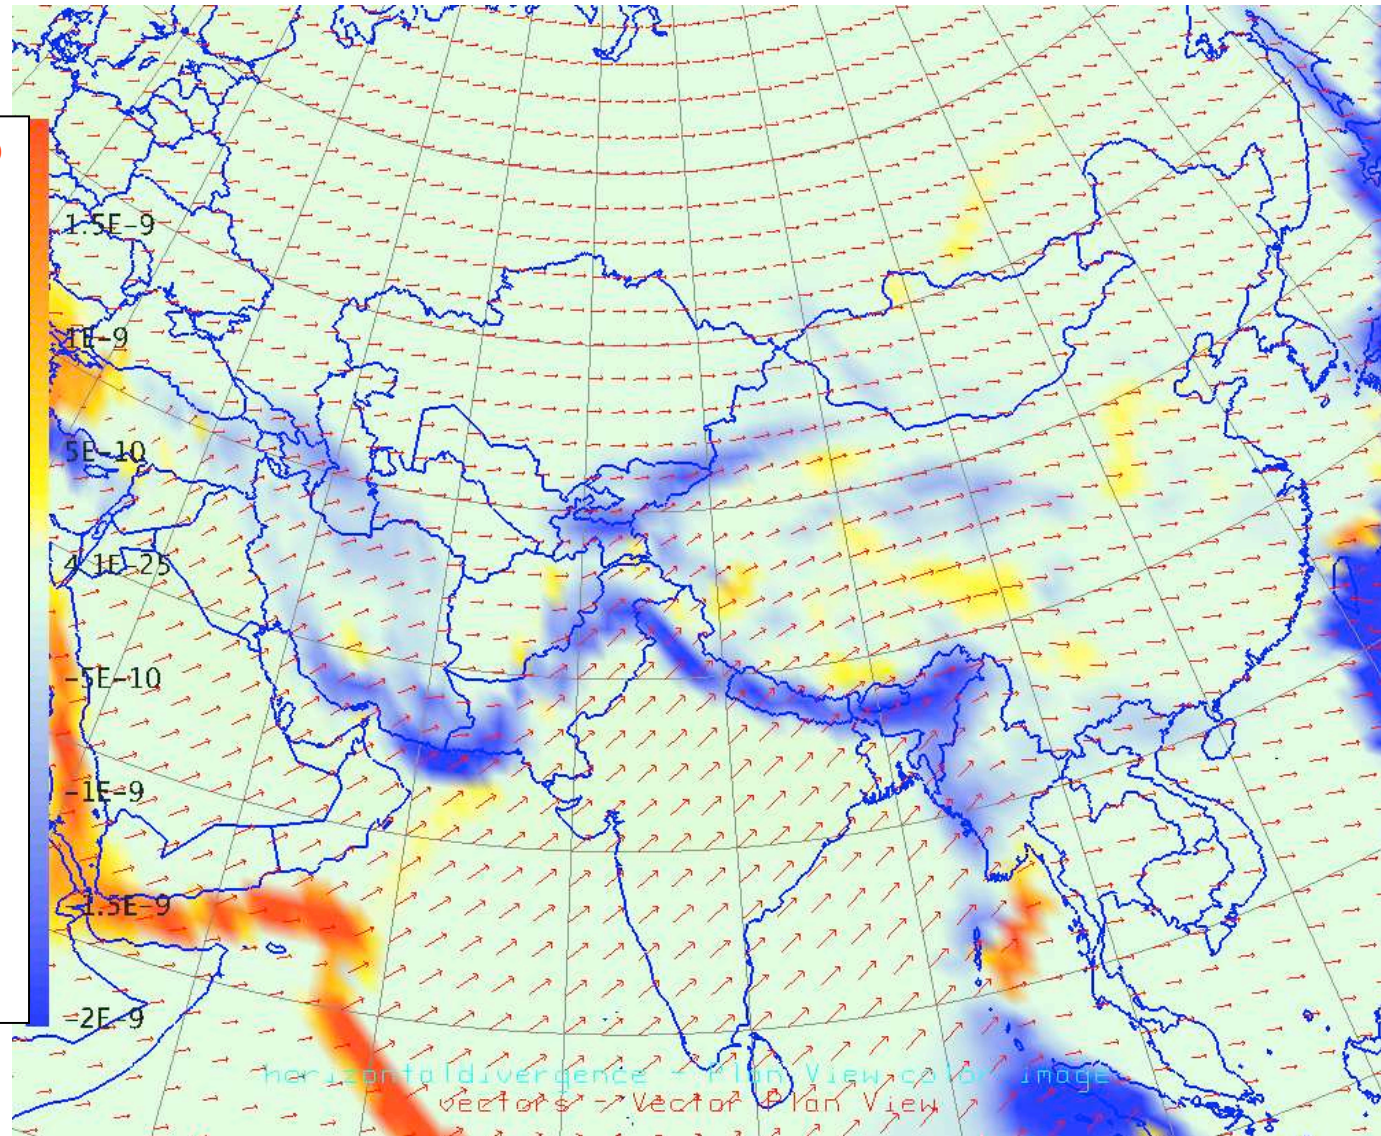 1.5E-9
1E-9
5E-10
4.1E-25
-5E-10
-1E-9
-1.5E-9
-2E-9
horizontaldivergence - Plan View color image
vectors - Vector Plan View